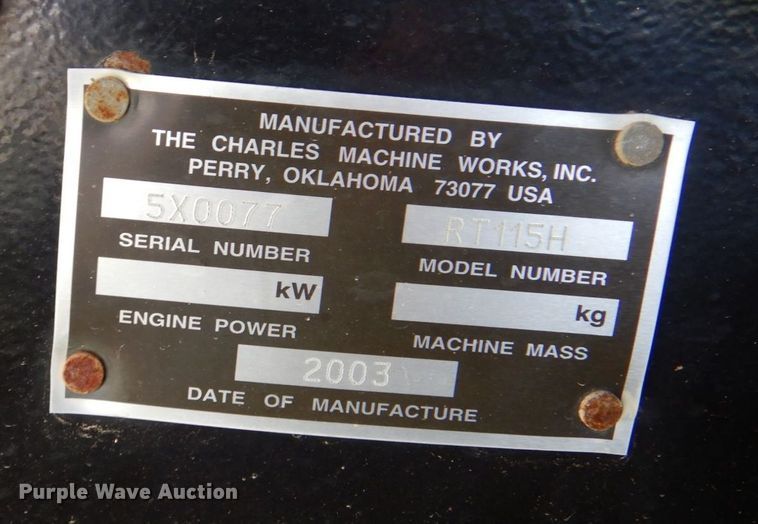 MANUFACTURED BY
THE CHARLES MACHINE WORKS, INC.
PERRY, OKLAHOMA 73077 USA
5X0077 RT115H
SERIAL NUMBER MODEL NUMBER
kW kg
ENGINE POWER MACHINE MASS
2003
DATE OF MANUFACTURE
Purple Wave Auction